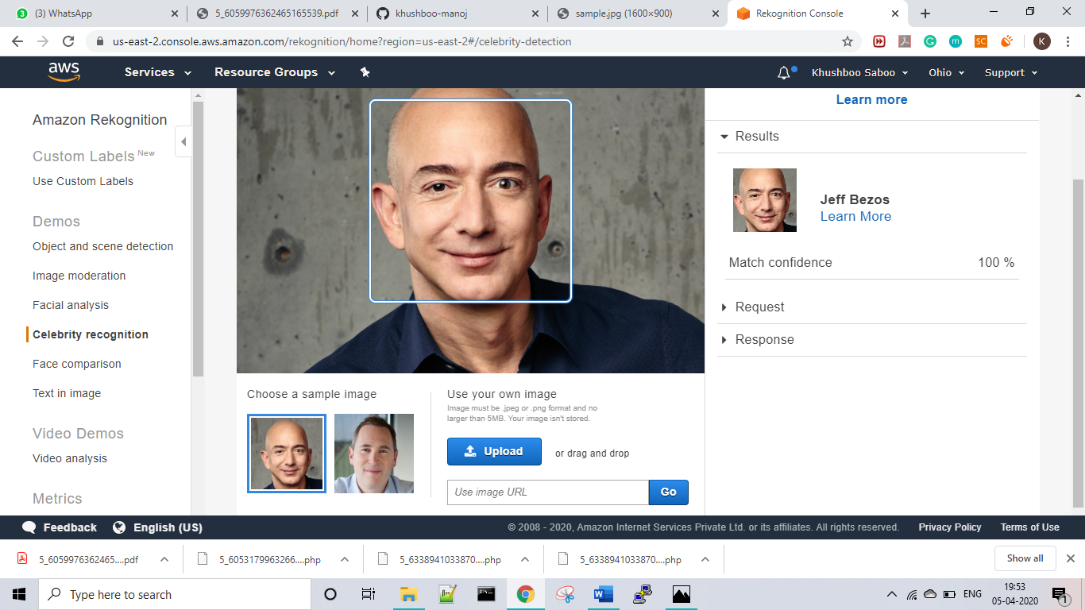 (3) WhatsApp
5_6059976362465165539.pdf
khushboo-manoj
sample.jpg (1600×900)
Rekognition Console
us-east-2.console.aws.amazon.com/rekognition/home?region=us-east-2#/celebrity-detection
K
aws
Services
Resource Groups
Khushboo Saboo
Ohio
Support
Amazon Rekognition
Custom Labels New
Use Custom Labels
Demos
Object and scene detection
Image moderation
Facial analysis
Celebrity recognition
Face comparison
Text in image
Video Demos
Video analysis
Metrics
Choose a sample image
Use your own image
Image must be .jpeg or .png format and no
larger than 5MB. Your image isn't stored.
Upload
or drag and drop
Use image URL
Go
Learn more
Results
Jeff Bezos
Learn More
Match confidence
100 %
Request
Response
Feedback
English (US)
© 2008 - 2020, Amazon Internet Services Private Ltd. or its affiliates. All rights reserved.
Privacy Policy
Terms of Use
5_6059976362465....pdf
5_6053179963266....php
5_6338941033870....php
5_6338941033870....php
Show all
Type here to search
ENG
19:53
05-04-2020